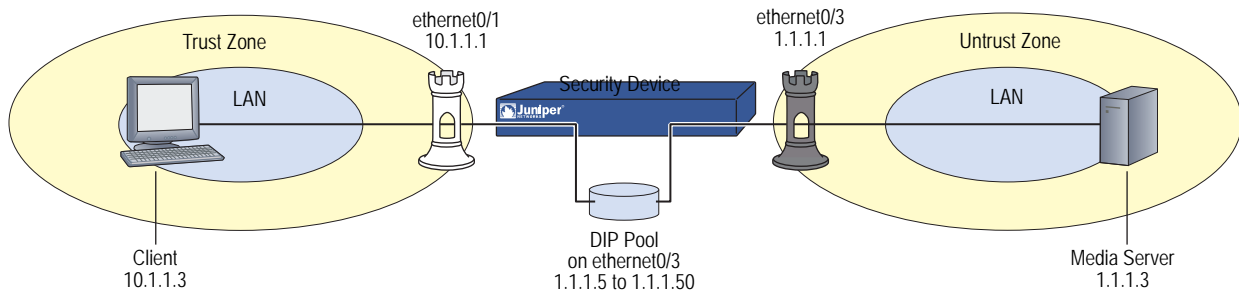 ethernet0/1
10.1.1.1
ethernet0/3
1.1.1.1
Trust Zone
Untrust Zone
Security Device
LAN
LAN
Juniper
NETWORKS
DIP Pool
on ethernet0/3
1.1.1.5 to 1.1.1.50
Client
10.1.1.3
Media Server
1.1.1.3